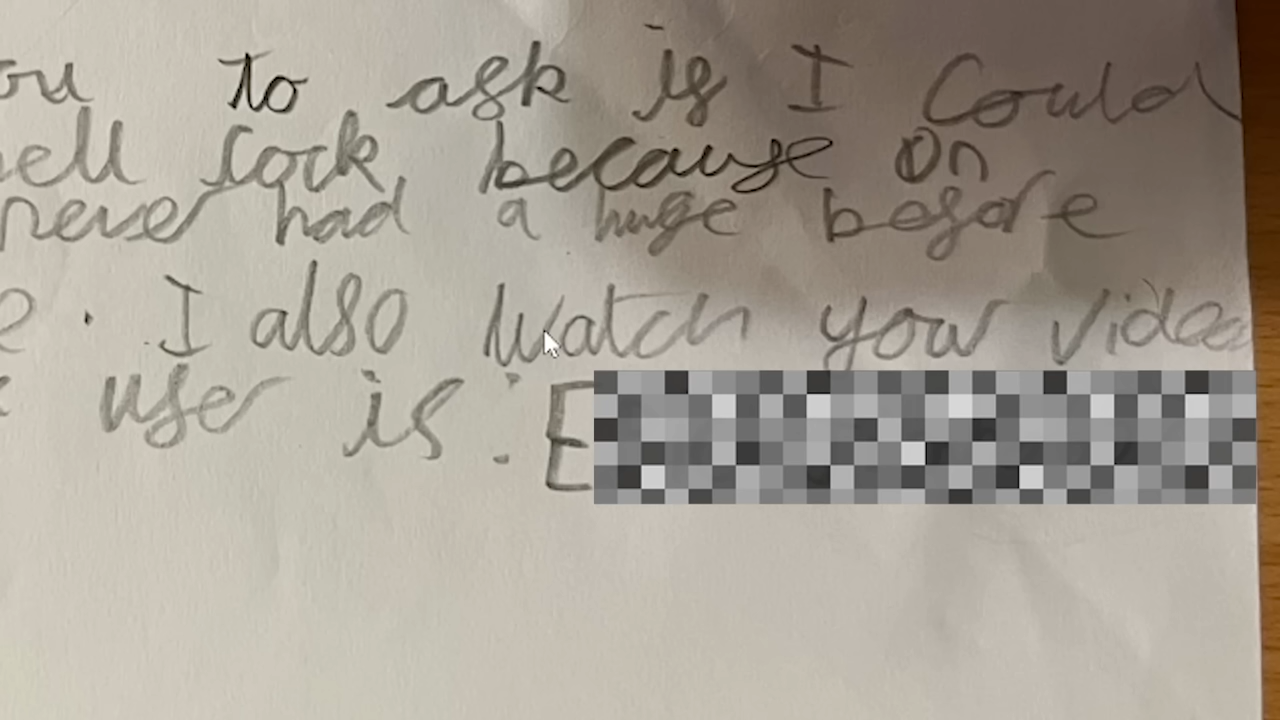 ou to ask is I Could
ell sock, because on
never had a huge before
e. I also watch your video
user is: E